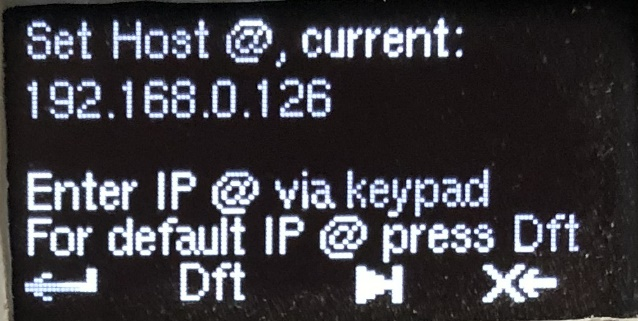 Set Host @, current:
192.168.0.126
Enter IP @ via keypad
For default IP @ press Dft
Dft